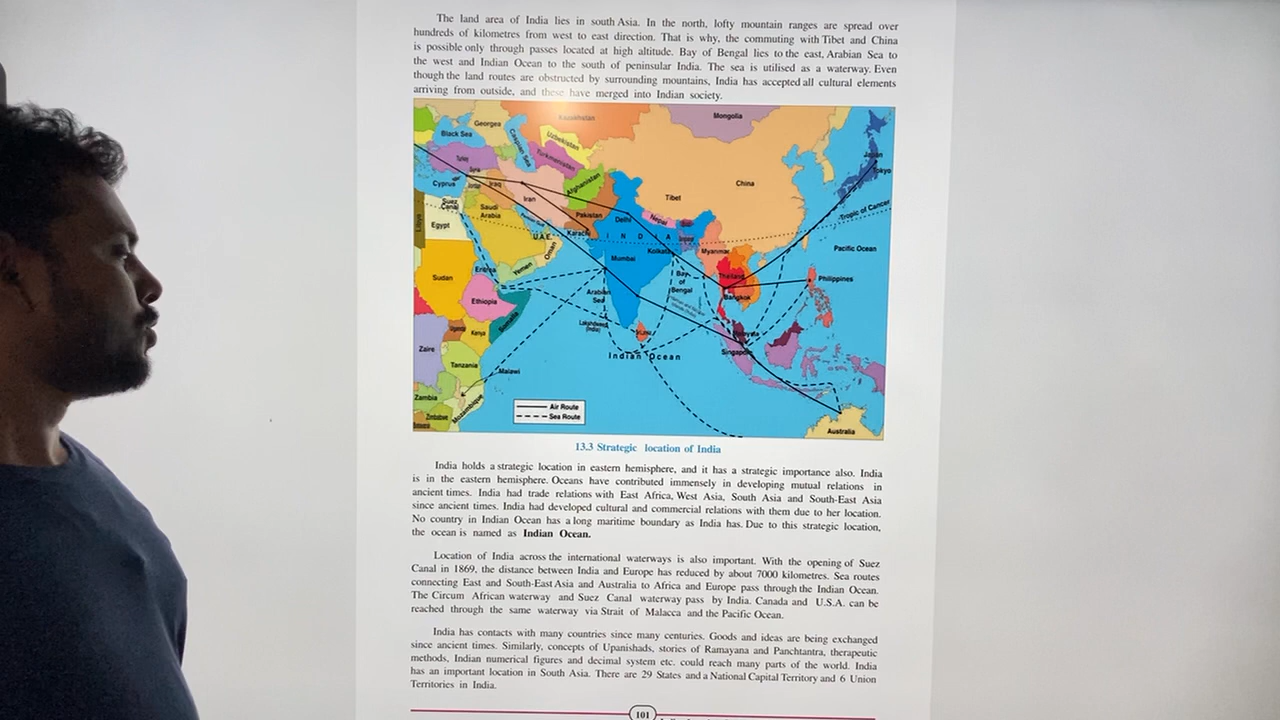 The land area of India lies in south Asia. In the north, lofty mountain ranges are spread over
hundreds of kilometres from west to east direction. That is why, the commuting with Tibet and China
is possible only through passes located at high altitude. Bay of Bengal lies to the east, Arabian Sea to
the west and Indian Ocean to the south of peninsular India. The sea is utilised as a waterway. Even
though the land routes are obstructed by surrounding mountains, India has accepted all cultural elements
arriving from outside, and these have merged into Indian society.
Kazakhstan
Mongolia
Georgea
Black Sea
Caspian Sea
Uzbekistan
Turkmenistan
Japan
Tokyo
Syria
Cyprus
Iraq
Iran
Afghanistan
China
Tibet
Suez
Canal
Saudi
Arabia
Pakistan
Delhi
Nepal
Tropic of Cancer
Libya
Egypt
U.A.E.
Oman
Karachi
I N D I A
Kolkata
Myanmar
Pacific Ocean
Mumbai
Sudan
Eritrea
Yemen
Bay
of
Bengal
Thailand
Philippines
Arabian
Sea
Bangkok
Ethiopia
Somalia
Lakshdweep
(India)
Uganda
Kenya
S.Lanka
Malaysia
Zaire
Indian Ocean
Singapore
Tanzania
Malawi
Zambia
Mozambique
Zimbabwe
Air Route
Sea Route
Australia
13.3 Strategic location of India
India holds a strategic location in eastern hemisphere, and it has a strategic importance also. India
is in the eastern hemisphere. Oceans have contributed immensely in developing mutual relations in
ancient times. India had trade relations with East Africa, West Asia, South Asia and South-East Asia
since ancient times. India had developed cultural and commercial relations with them due to her location.
No country in Indian Ocean has a long maritime boundary as India has. Due to this strategic location,
the ocean is named as Indian Ocean.
Location of India across the international waterways is also important. With the opening of Suez
Canal in 1869, the distance between India and Europe has reduced by about 7000 kilometres. Sea routes
connecting East and South-East Asia and Australia to Africa and Europe pass through the Indian Ocean.
The Circum African waterway and Suez Canal waterway pass by India. Canada and U.S.A. can be
reached through the same waterway via Strait of Malacca and the Pacific Ocean.
India has contacts with many countries since many centuries. Goods and ideas are being exchanged
since ancient times. Similarly, concepts of Upanishads, stories of Ramayana and Panchtantra, therapeutic
methods, Indian numerical figures and decimal system etc. could reach many parts of the world. India
has an important location in South Asia. There are 29 States and a National Capital Territory and 6 Union
Territories in India.
101